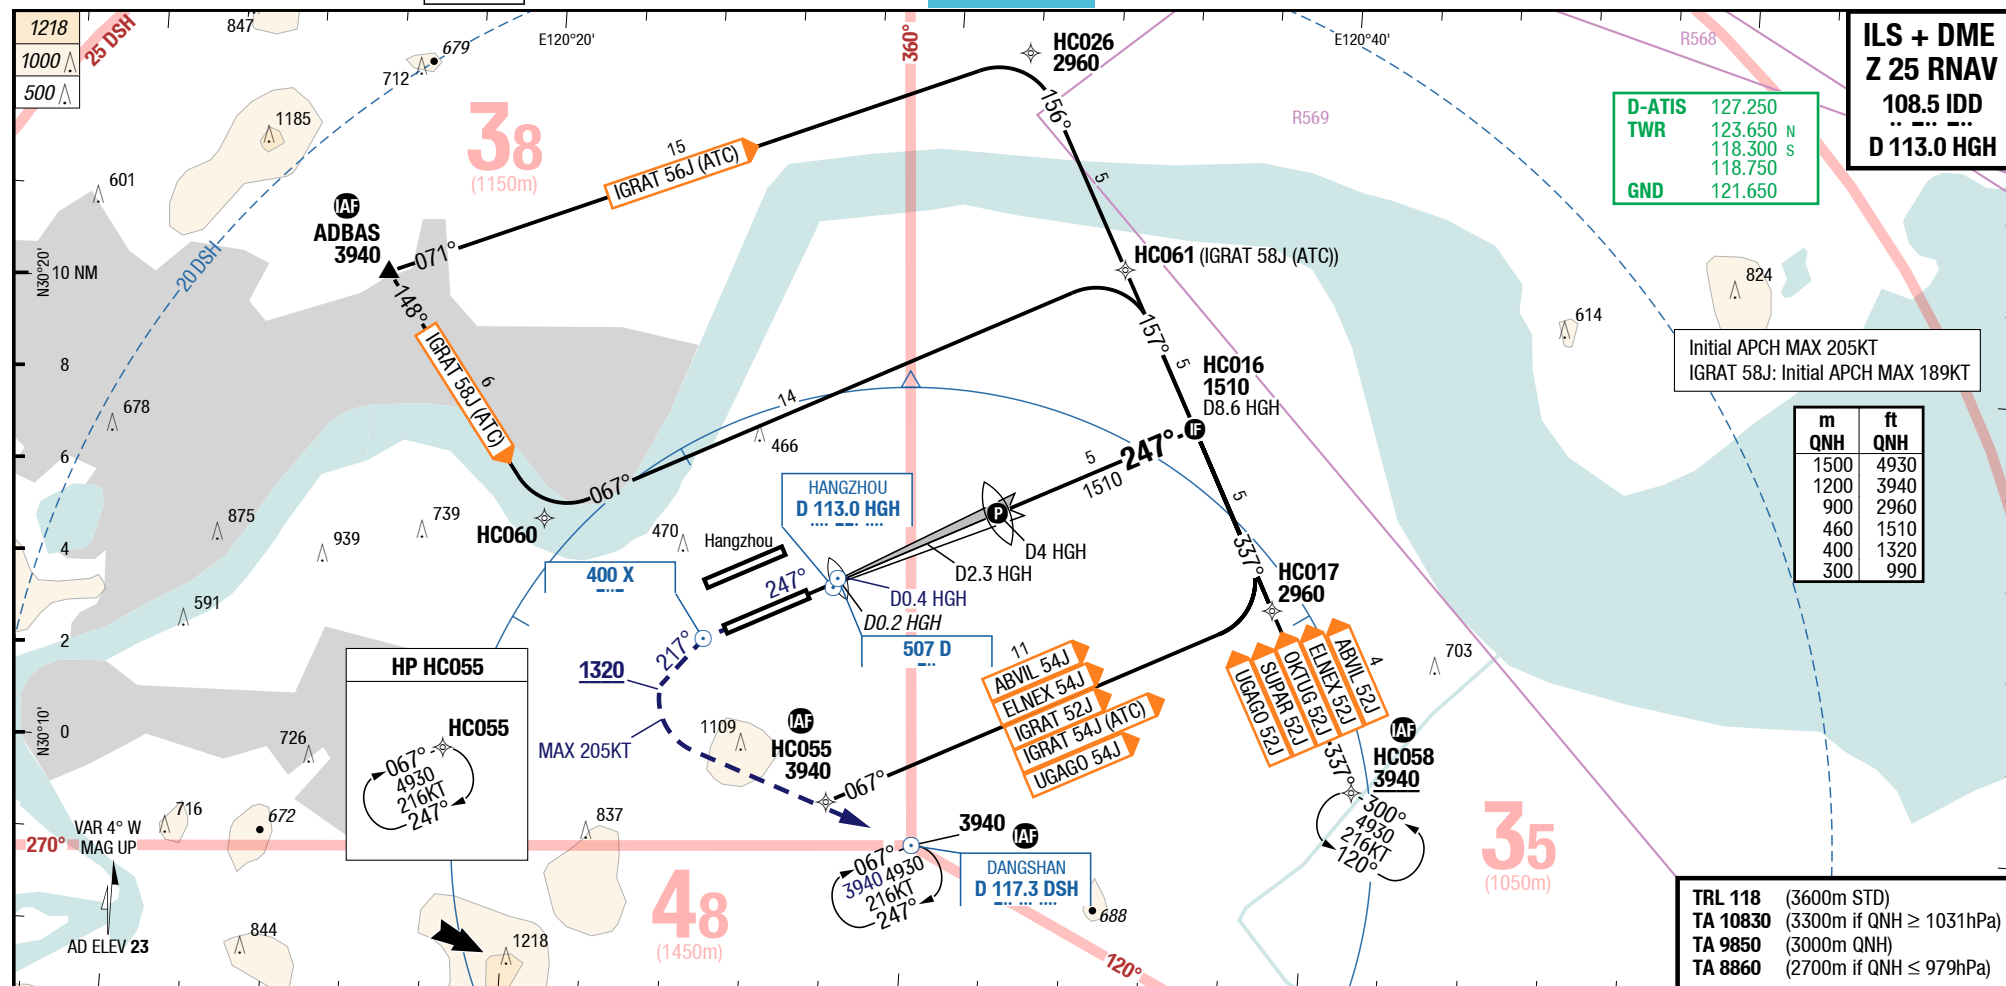 1218
1000
500
25 DSH
847
679
712
1185
601
E120°20'
360°
E120°40'
HC026
2960
R568
R569
ILS + DME
Z 25 RNAV
108.5 IDD
D 113.0 HGH
D-ATIS 127.250
TWR 123.650 N
118.300 S
118.750
GND 121.650
38
(1150m)
15
IGRAT 56J (ATC)
156°
5
IAF
ADBAS
3940
071°
148°
20 DSH
N30°20'
10 NM
HC061 (IGRAT 58J (ATC))
824
614
157°
5
HC016
1510
D8.6 HGH
IF
Initial APCH MAX 205KT
IGRAT 58J: Initial APCH MAX 189KT
m ft
QNH QNH
1500 4930
1200 3940
900 2960
460 1510
400 1320
300 990
8
678
6
IGRAT 58J (ATC)
14
466
6
5
247°
1510
067°
HC060
HANGZHOU
D 113.0 HGH
P
5
875
939
739
470
Hangzhou
4
D4 HGH
D2.3 HGH
337°
HC017
2960
400 X
247°
D0.4 HGH
D0.2 HGH
507 D
591
2
217°
1320
HP HC055
HC055
067°
4930
216KT
247°
11
ABVIL 54J
ELNEX 54J
IGRAT 52J
IGRAT 54J (ATC)
UGAGO 54J
UGAGO 52J
SUPAR 52J
OKTUG 52J
ELNEX 52J
ABVIL 52J
4
703
N30°10'
0
726
MAX 205KT
1109
IAF
HC055
3940
067°
IAF
HC058
3940
337°
300°
4930
216KT
120°
716
672
837
VAR 4° W
MAG UP
270°
3940
IAF
DANGSHAN
D 117.3 DSH
067°
3940 4930
216KT
247°
688
35
(1050m)
48
(1450m)
844
1218
AD ELEV 23
120°
TRL 118 (3600m STD)
TA 10830 (3300m if QNH ≥ 1031hPa)
TA 9850 (3000m QNH)
TA 8860 (2700m if QNH ≤ 979hPa)